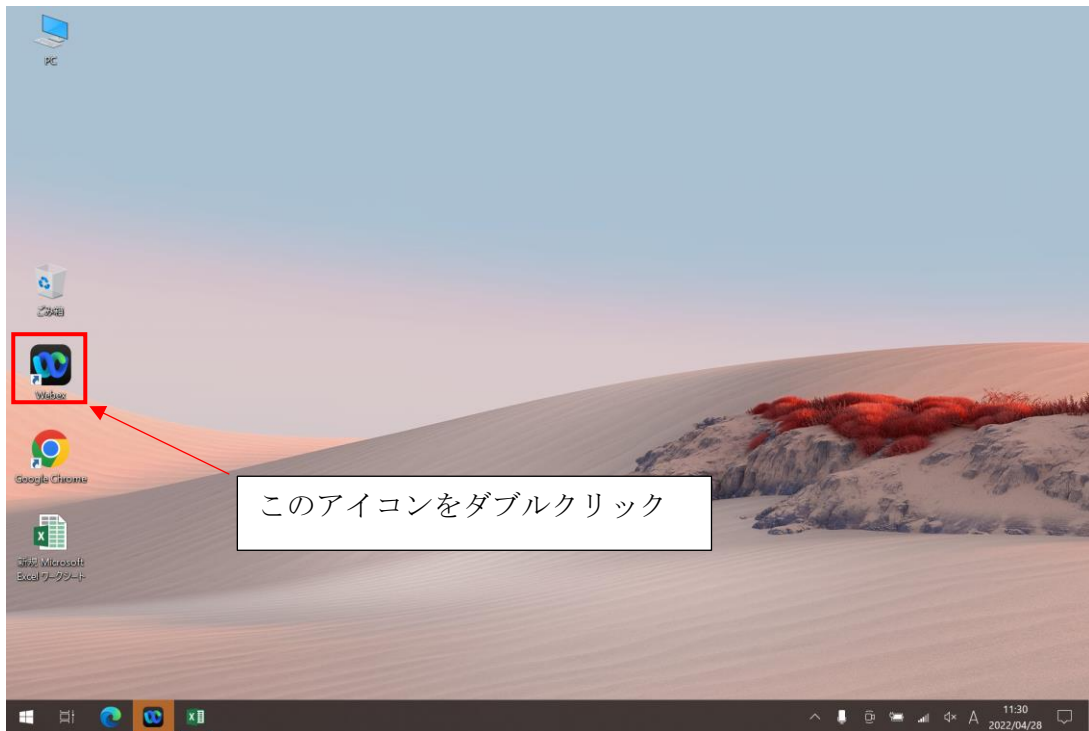 PC
ごみ箱
Webex
Google Chrome
新規 Microsoft
Excel ワークシート
このアイコンをダブルクリック
A
11:30
2022/04/28